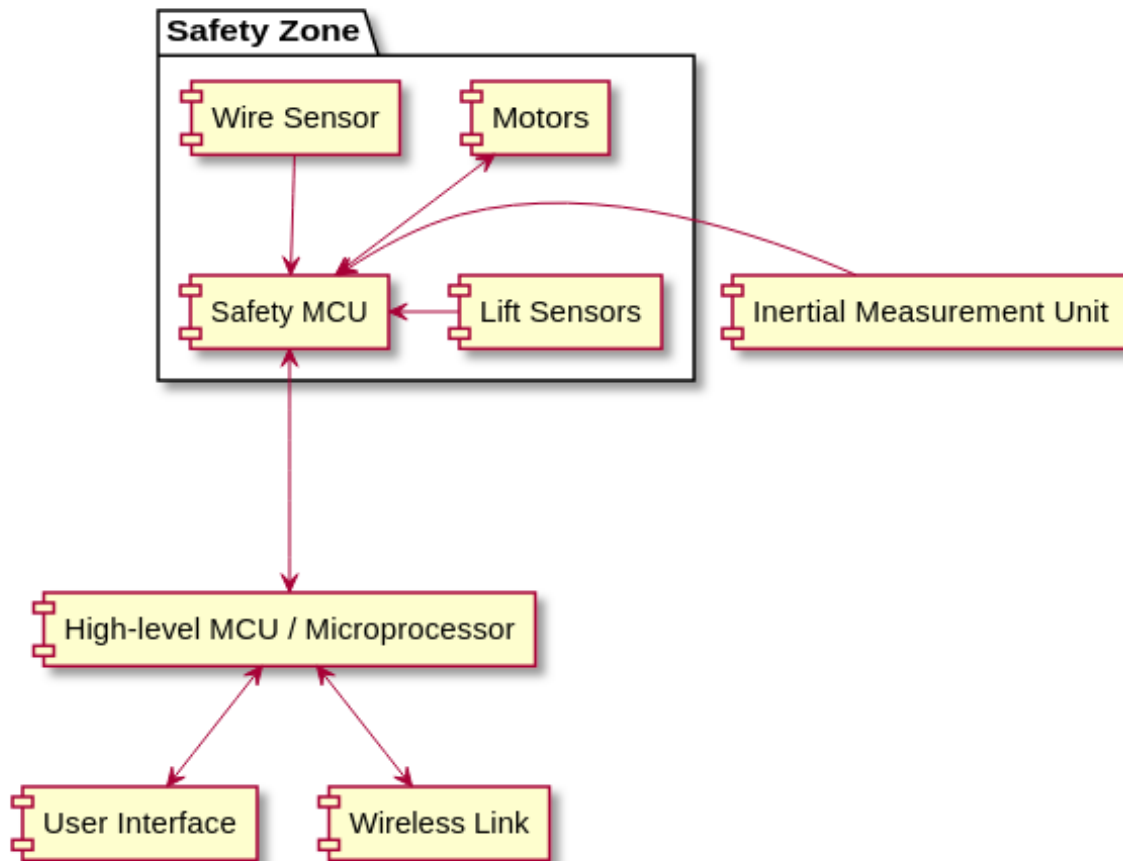 Safety Zone
Wire Sensor
Motors
Safety MCU
Lift Sensors
Inertial Measurement Unit
High-level MCU / Microprocessor
User Interface
Wireless Link